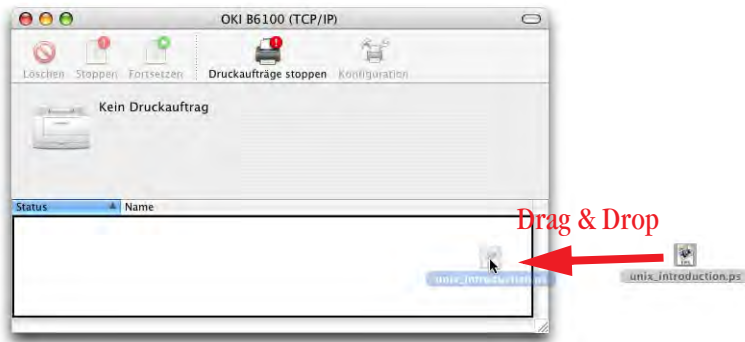 OKI B6100 (TCP/IP)
Löschen Stoppen Fortsetzen Druckaufträge stoppen Konfiguration
Kein Druckauftrag
Status Name
Drag & Drop
unix_introduction.ps unix_introduction.ps